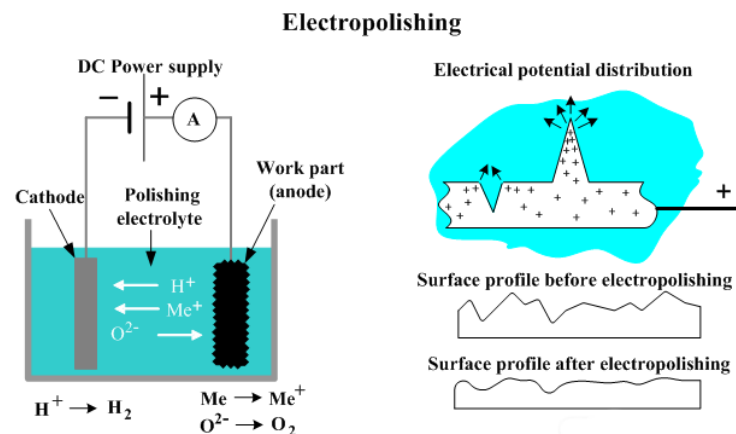 Electropolishing
DC Power supply
− +
A
Cathode
Polishing
electrolyte
Work part
(anode)
H⁺
Me⁺
O²⁻
H⁺ → H₂
Me → Me⁺
O²⁻ → O₂
Electrical potential distribution
+
Surface profile before electropolishing
Surface profile after electropolishing